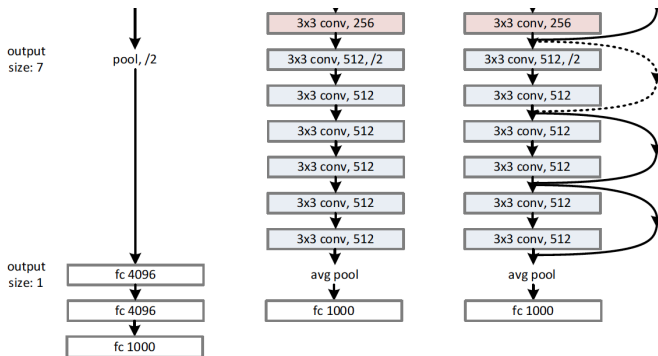 3x3 conv, 256
3x3 conv, 256
output
size: 7
pool, /2
3x3 conv, 512, /2
3x3 conv, 512, /2
3x3 conv, 512
3x3 conv, 512
3x3 conv, 512
3x3 conv, 512
3x3 conv, 512
3x3 conv, 512
3x3 conv, 512
3x3 conv, 512
3x3 conv, 512
3x3 conv, 512
output
size: 1
fc 4096
avg pool
avg pool
fc 4096
fc 1000
fc 1000
fc 1000